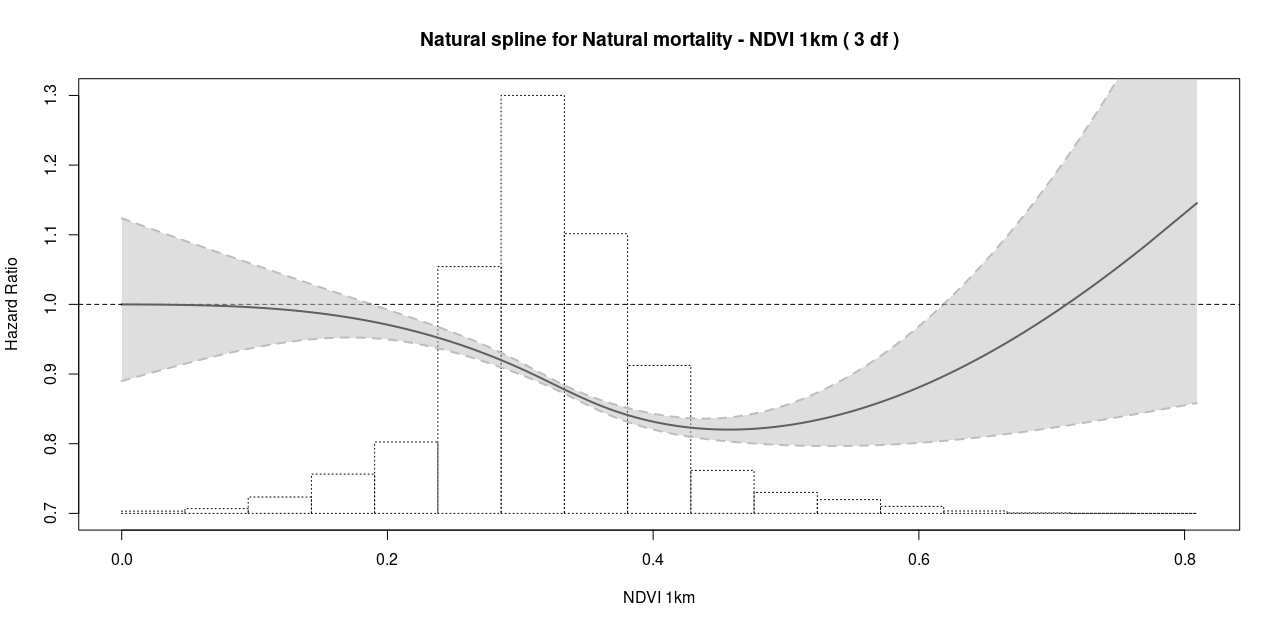 Natural spline for Natural mortality - NDVI 1km ( 3 df )
Hazard Ratio
1.3
1.2
1.1
1.0
0.9
0.8
0.7
0.0 0.2 0.4 0.6 0.8
NDVI 1km